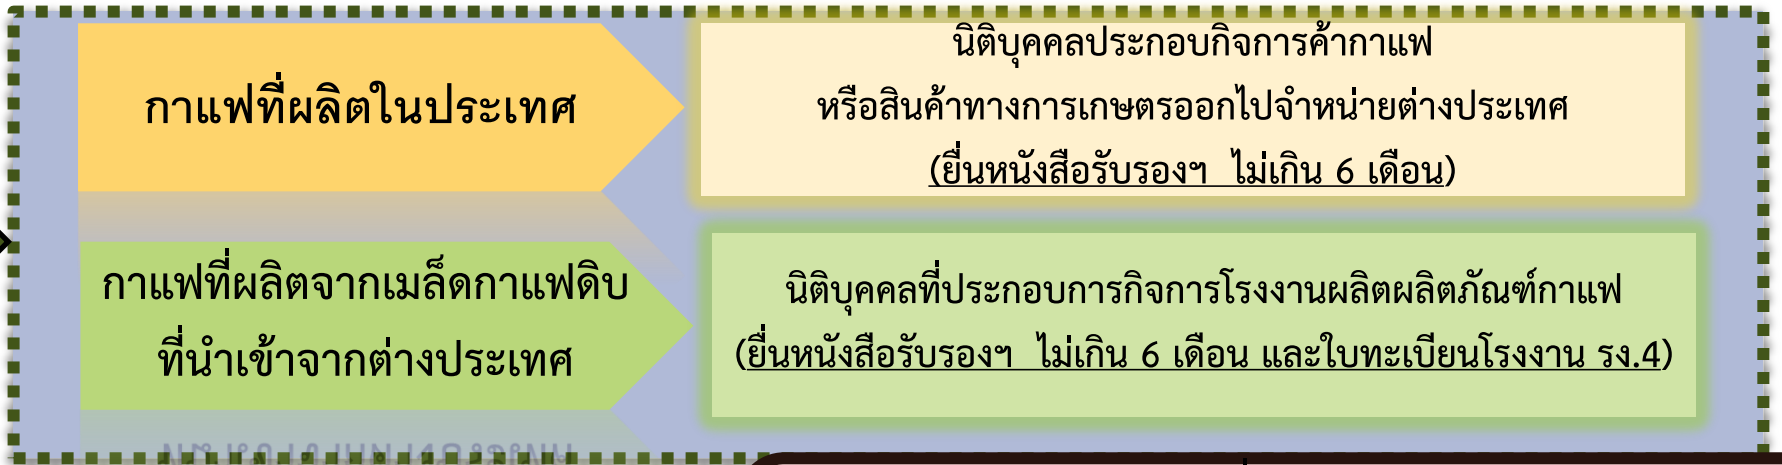 กาแฟที่ผลิตในประเทศ
นิติบุคคลประกอบกิจการค้ากาแฟ
หรือสินค้าทางการเกษตรออกไปจำหน่ายต่างประเทศ
(ยื่นหนังสือรับรองฯ ไม่เกิน 6 เดือน)
กาแฟที่ผลิตจากเมล็ดกาแฟดิบ
ที่นำเข้าจากต่างประเทศ
นิติบุคคลที่ประกอบการกิจการโรงงานผลิตผลิตภัณฑ์กาแฟ
(ยื่นหนังสือรับรองฯ ไม่เกิน 6 เดือน และใบทะเบียนโรงงาน รง.4)